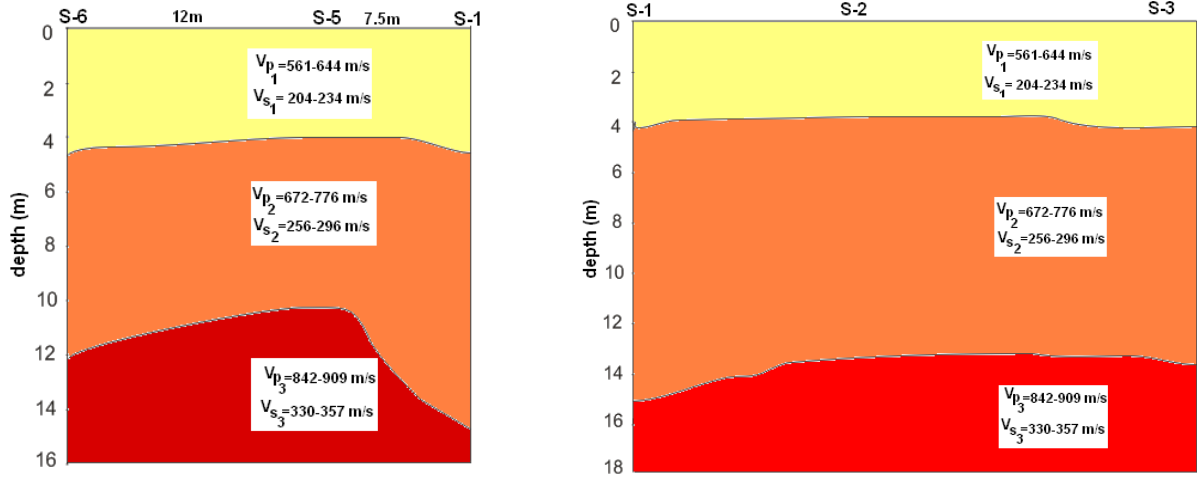 S-6 12m S-5 7.5m S-1
0
2
4
6
8
10
12
14
16
depth (m)
Vp1=561-644 m/s
Vs1= 204-234 m/s
Vp2=672-776 m/s
Vs2=256-296 m/s
Vp3=842-909 m/s
Vs3=330-357 m/s
S-1 S-2 S-3
0
2
4
6
8
10
12
14
16
18
depth (m)
Vp1=561-644 m/s
Vs1= 204-234 m/s
Vp2=672-776 m/s
Vs2=256-296 m/s
Vp3=842-909 m/s
Vs3=330-357 m/s